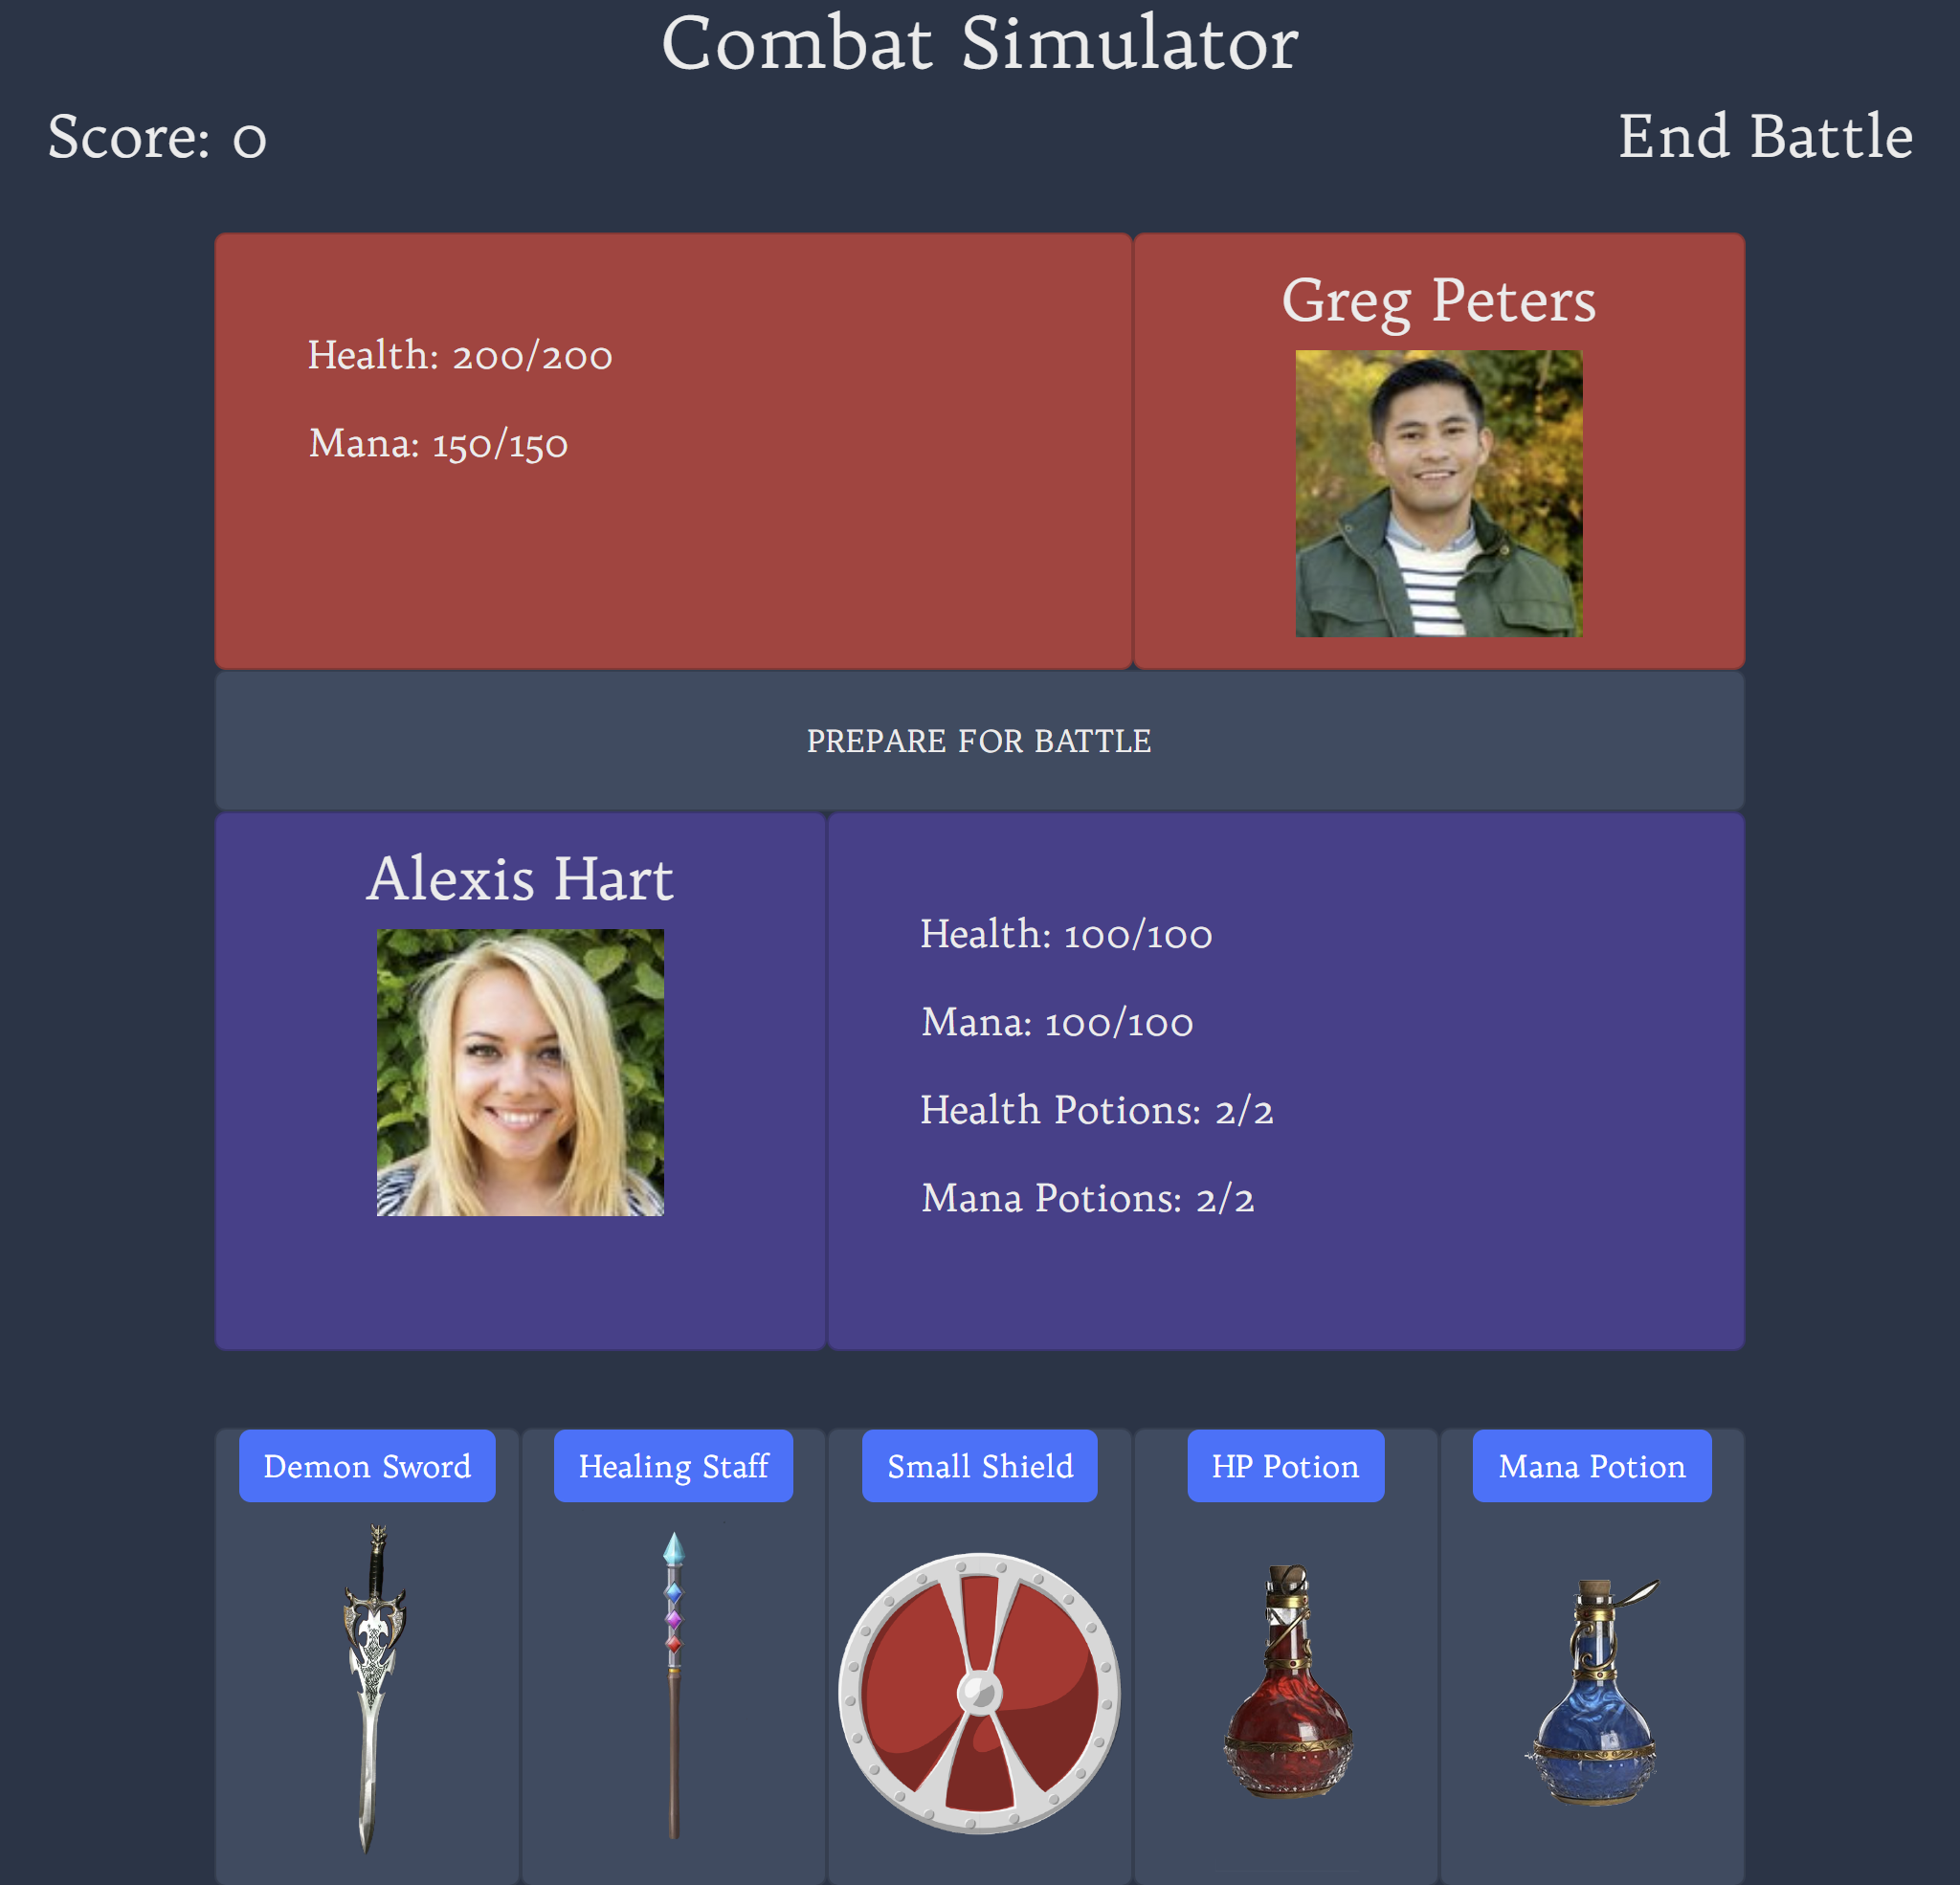 Combat Simulator
Score: 0
End Battle
Greg Peters
Health: 200/200
Mana: 150/150
PREPARE FOR BATTLE
Alexis Hart
Health: 100/100
Mana: 100/100
Health Potions: 2/2
Mana Potions: 2/2
Demon Sword
Healing Staff
Small Shield
HP Potion
Mana Potion